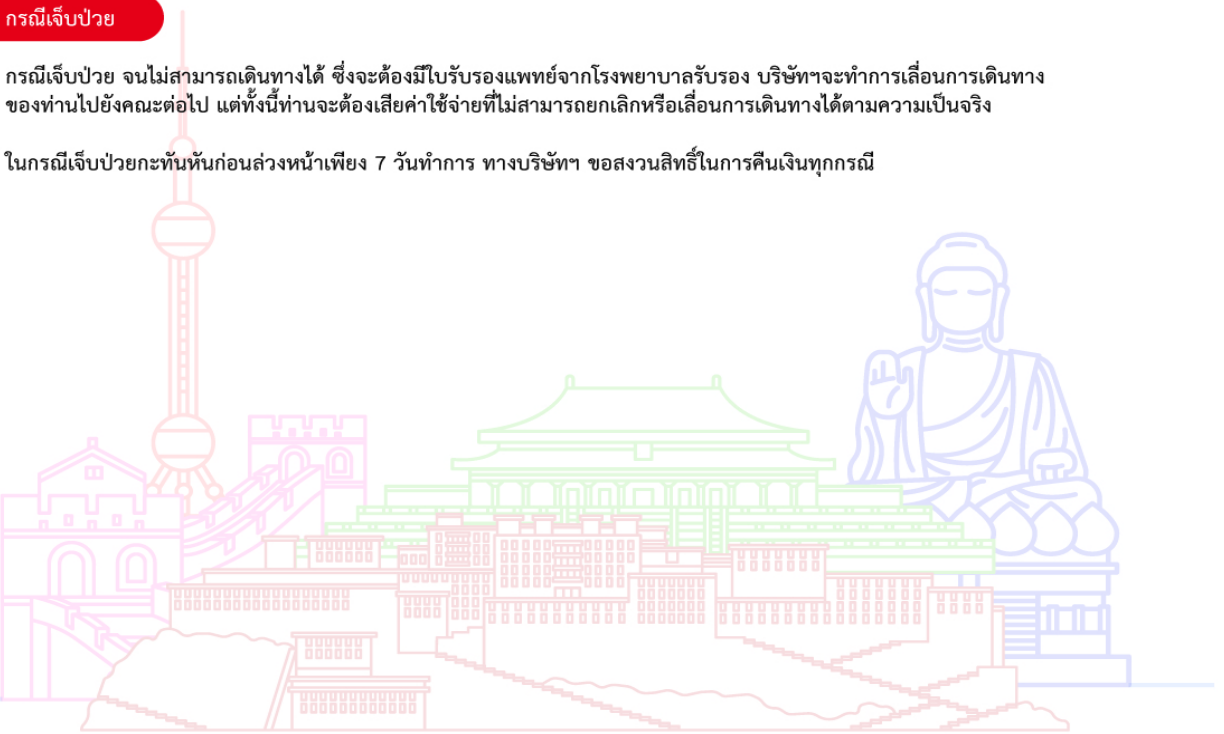 กรณีเจ็บป่วย
กรณีเจ็บป่วย จนไม่สามารถเดินทางได้ ซึ่งจะต้องมีใบรับรองแพทย์จากโรงพยาบาลรับรอง บริษัทฯจะทำการเลื่อนการเดินทาง
ของท่านไปยังคณะต่อไป แต่ทั้งนี้ท่านจะต้องเสียค่าใช้จ่ายที่ไม่สามารถยกเลิกหรือเลื่อนการเดินทางได้ตามความเป็นจริง
ในกรณีเจ็บป่วยกะทันหันก่อนล่วงหน้าเพียง 7 วันทำการ ทางบริษัทฯ ขอสงวนสิทธิ์ในการคืนเงินทุกกรณี